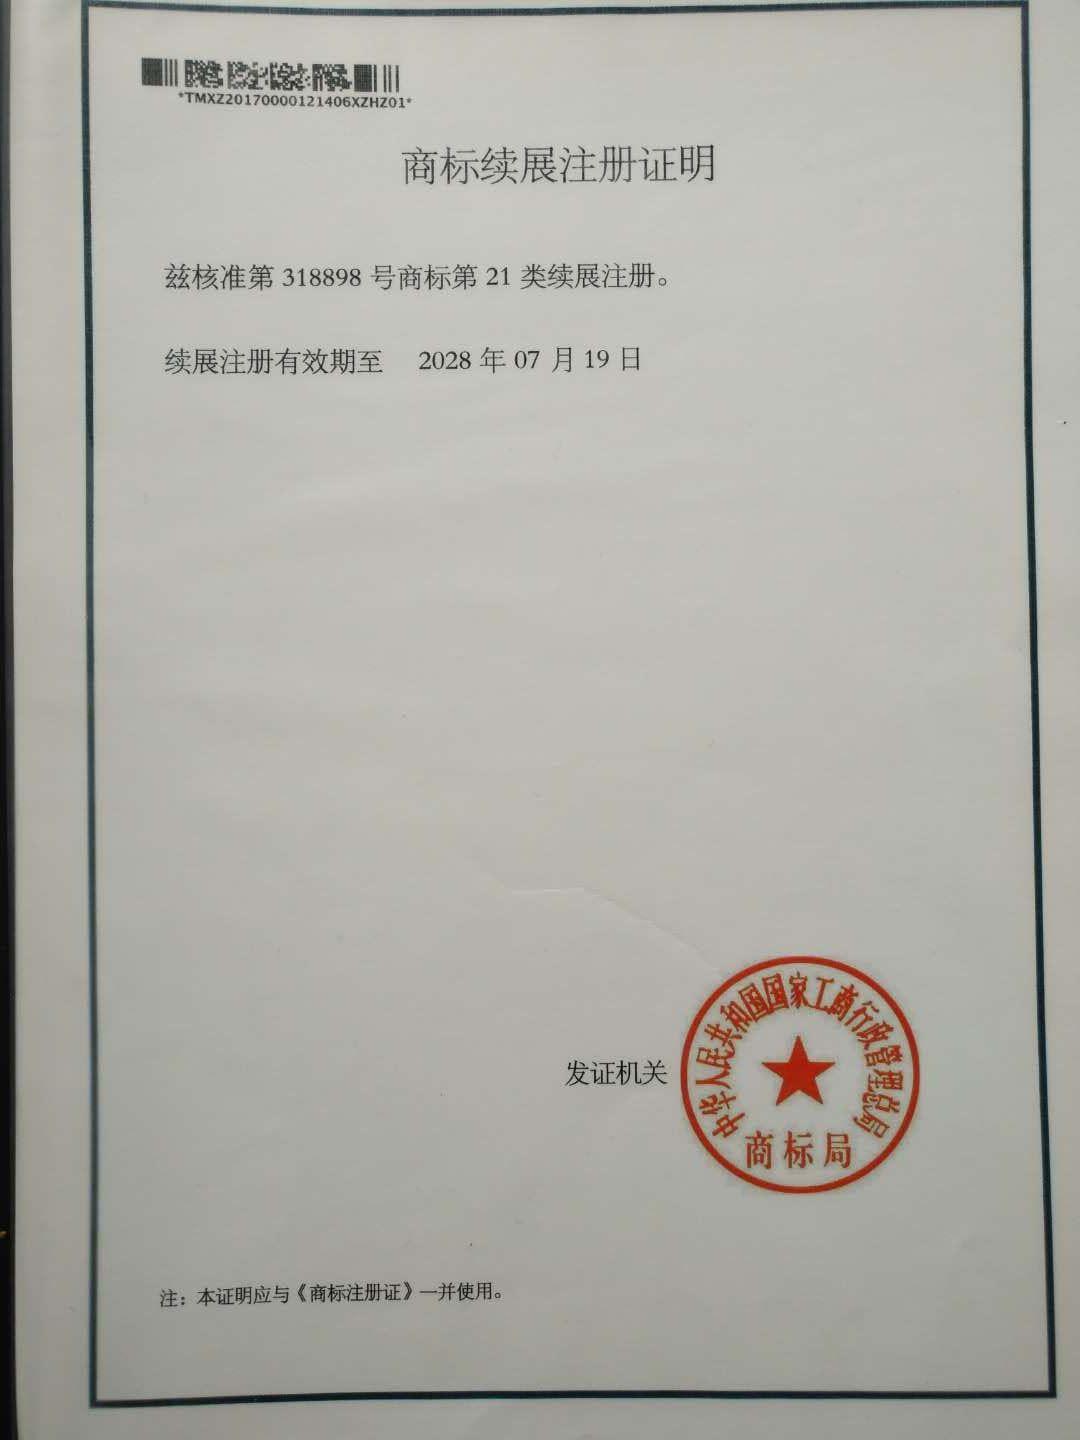 *TMXZ20170000121406XZHZ01*
商标续展注册证明
兹核准第 318898 号商标第 21 类续展注册。
续展注册有效期至 2028 年 07 月 19 日
中华人民共和国国家工商行政管理总局
发证机关
商标局
注：本证明应与《商标注册证》一并使用。